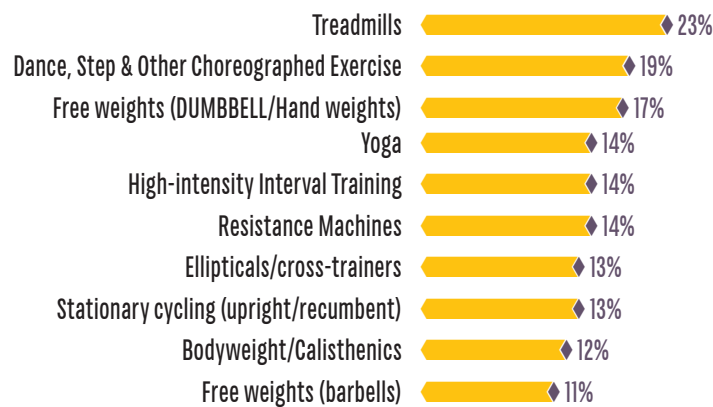 Treadmills 23%
Dance, Step & Other Choreographed Exercise 19%
Free weights (DUMBBELL/Hand weights) 17%
Yoga 14%
High-intensity Interval Training 14%
Resistance Machines 14%
Ellipticals/cross-trainers 13%
Stationary cycling (upright/recumbent) 13%
Bodyweight/Calisthenics 12%
Free weights (barbells) 11%